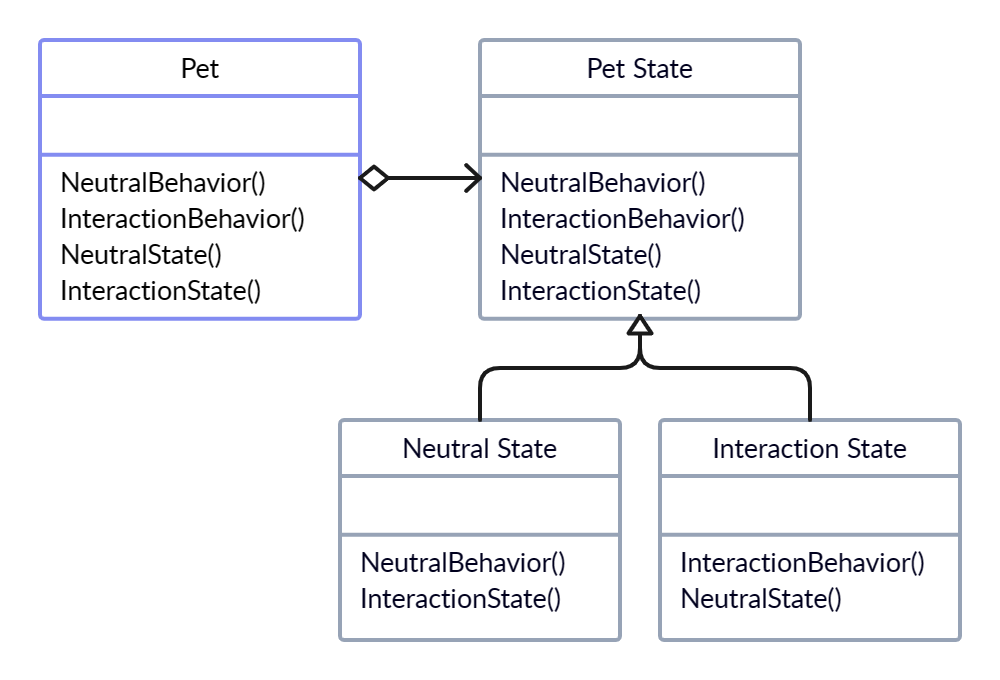 Pet
NeutralBehavior()
InteractionBehavior()
NeutralState()
InteractionState()
Pet State
NeutralBehavior()
InteractionBehavior()
NeutralState()
InteractionState()
Neutral State
NeutralBehavior()
InteractionState()
Interaction State
InteractionBehavior()
NeutralState()